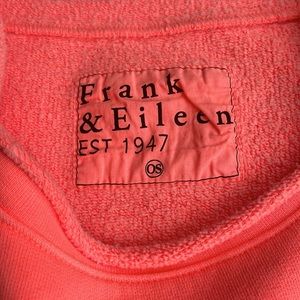 Frank
& Eileen
EST 1947
OS